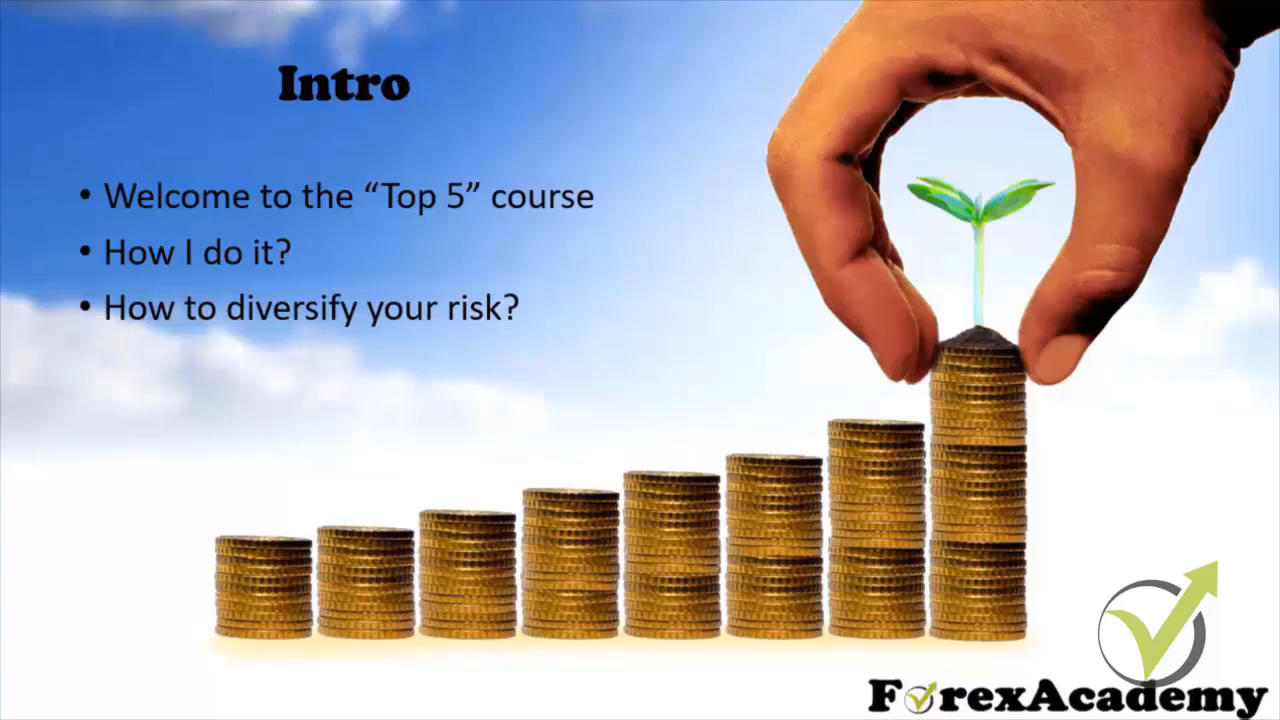 Intro
• Welcome to the “Top 5” course
• How I do it?
• How to diversify your risk?
ForexAcademy